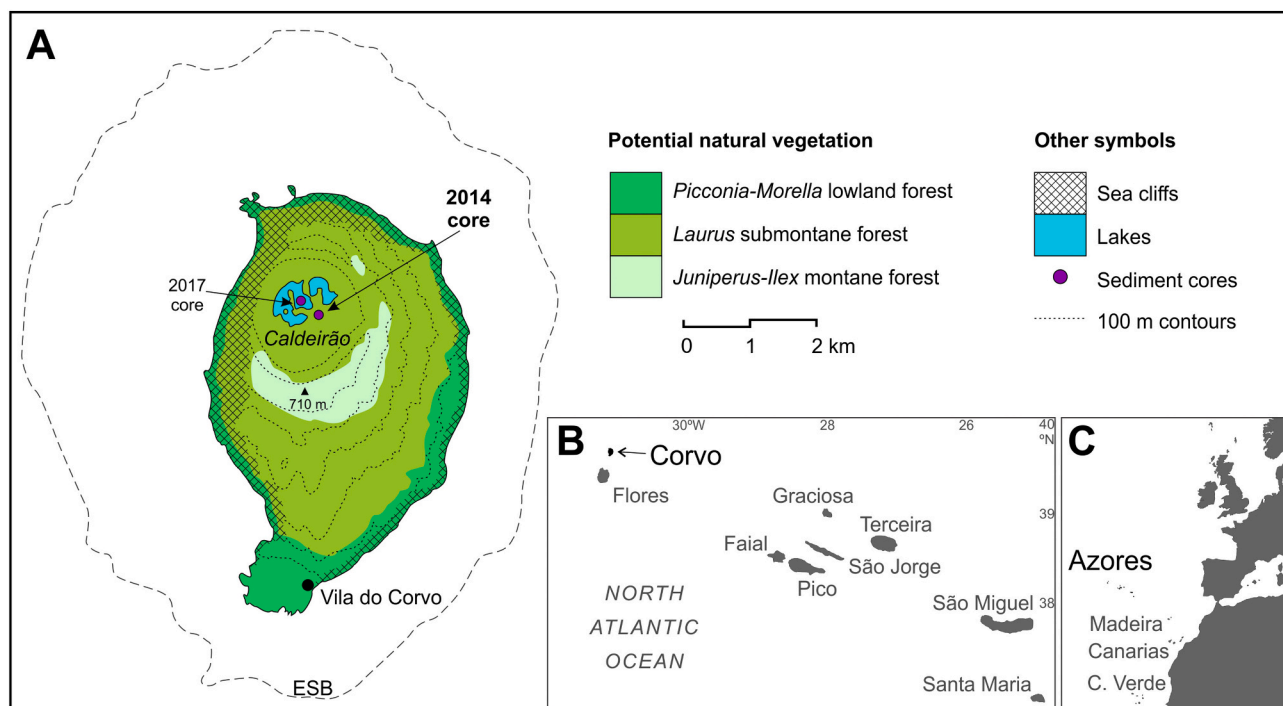 A
2014
core
2017
core
Caldeirão
710 m
Vila do Corvo
ESB
Potential natural vegetation
Picconia-Morella lowland forest
Laurus submontane forest
Juniperus-Ilex montane forest
0 1 2 km
Other symbols
Sea cliffs
Lakes
Sediment cores
100 m contours
B
30ºW 28 26 40
ºN
Corvo
Flores
Graciosa
39
Terceira
Faial
São Jorge
Pico
NORTH
ATLANTIC
OCEAN
São Miguel
38
Santa Maria
C
Azores
Madeira
Canarias
C. Verde